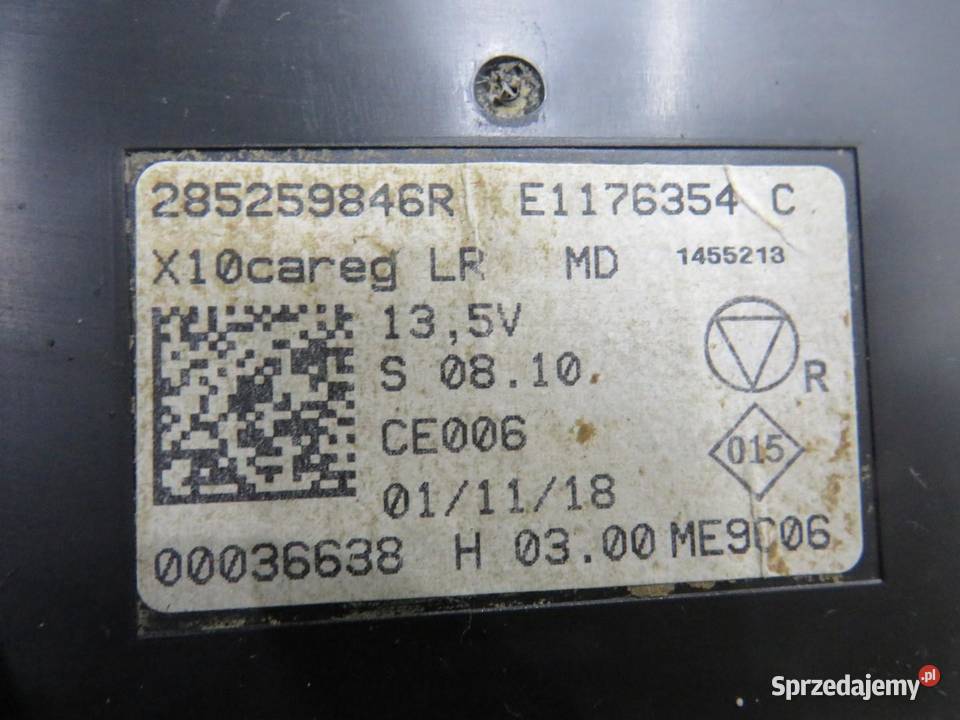 285259846R E1176354 C
X10careg LR MD 1455213
13,5V
S 08.10
R
CE006
015
01/11/18
00036638 H 03.00 ME9C06
Sprzedajemy.pl